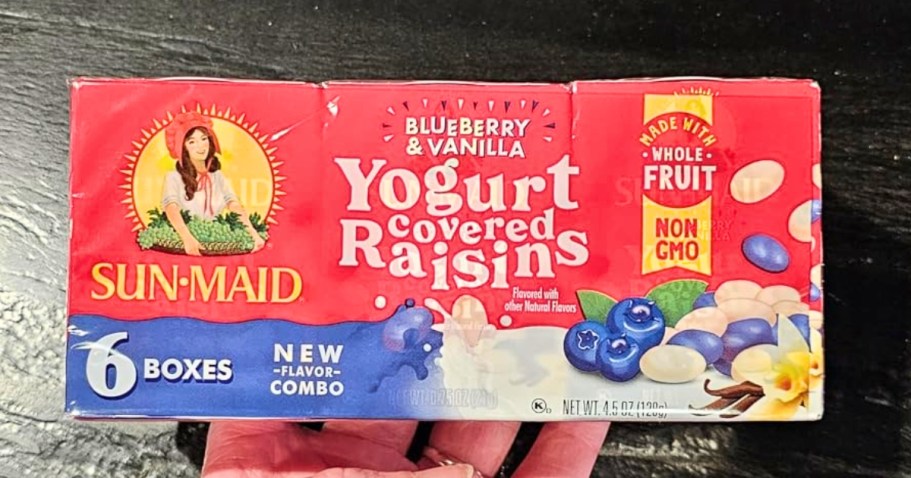 SUN·MAID
6 BOXES
NEW
-FLAVOR-
COMBO
BLUEBERRY
& VANILLA
Yogurt
covered
Raisins
Flavored with
other Natural Flavors
MADE WITH
·WHOLE·
FRUIT
NON
GMO
K D NET WT. 4.5 OZ (128g)